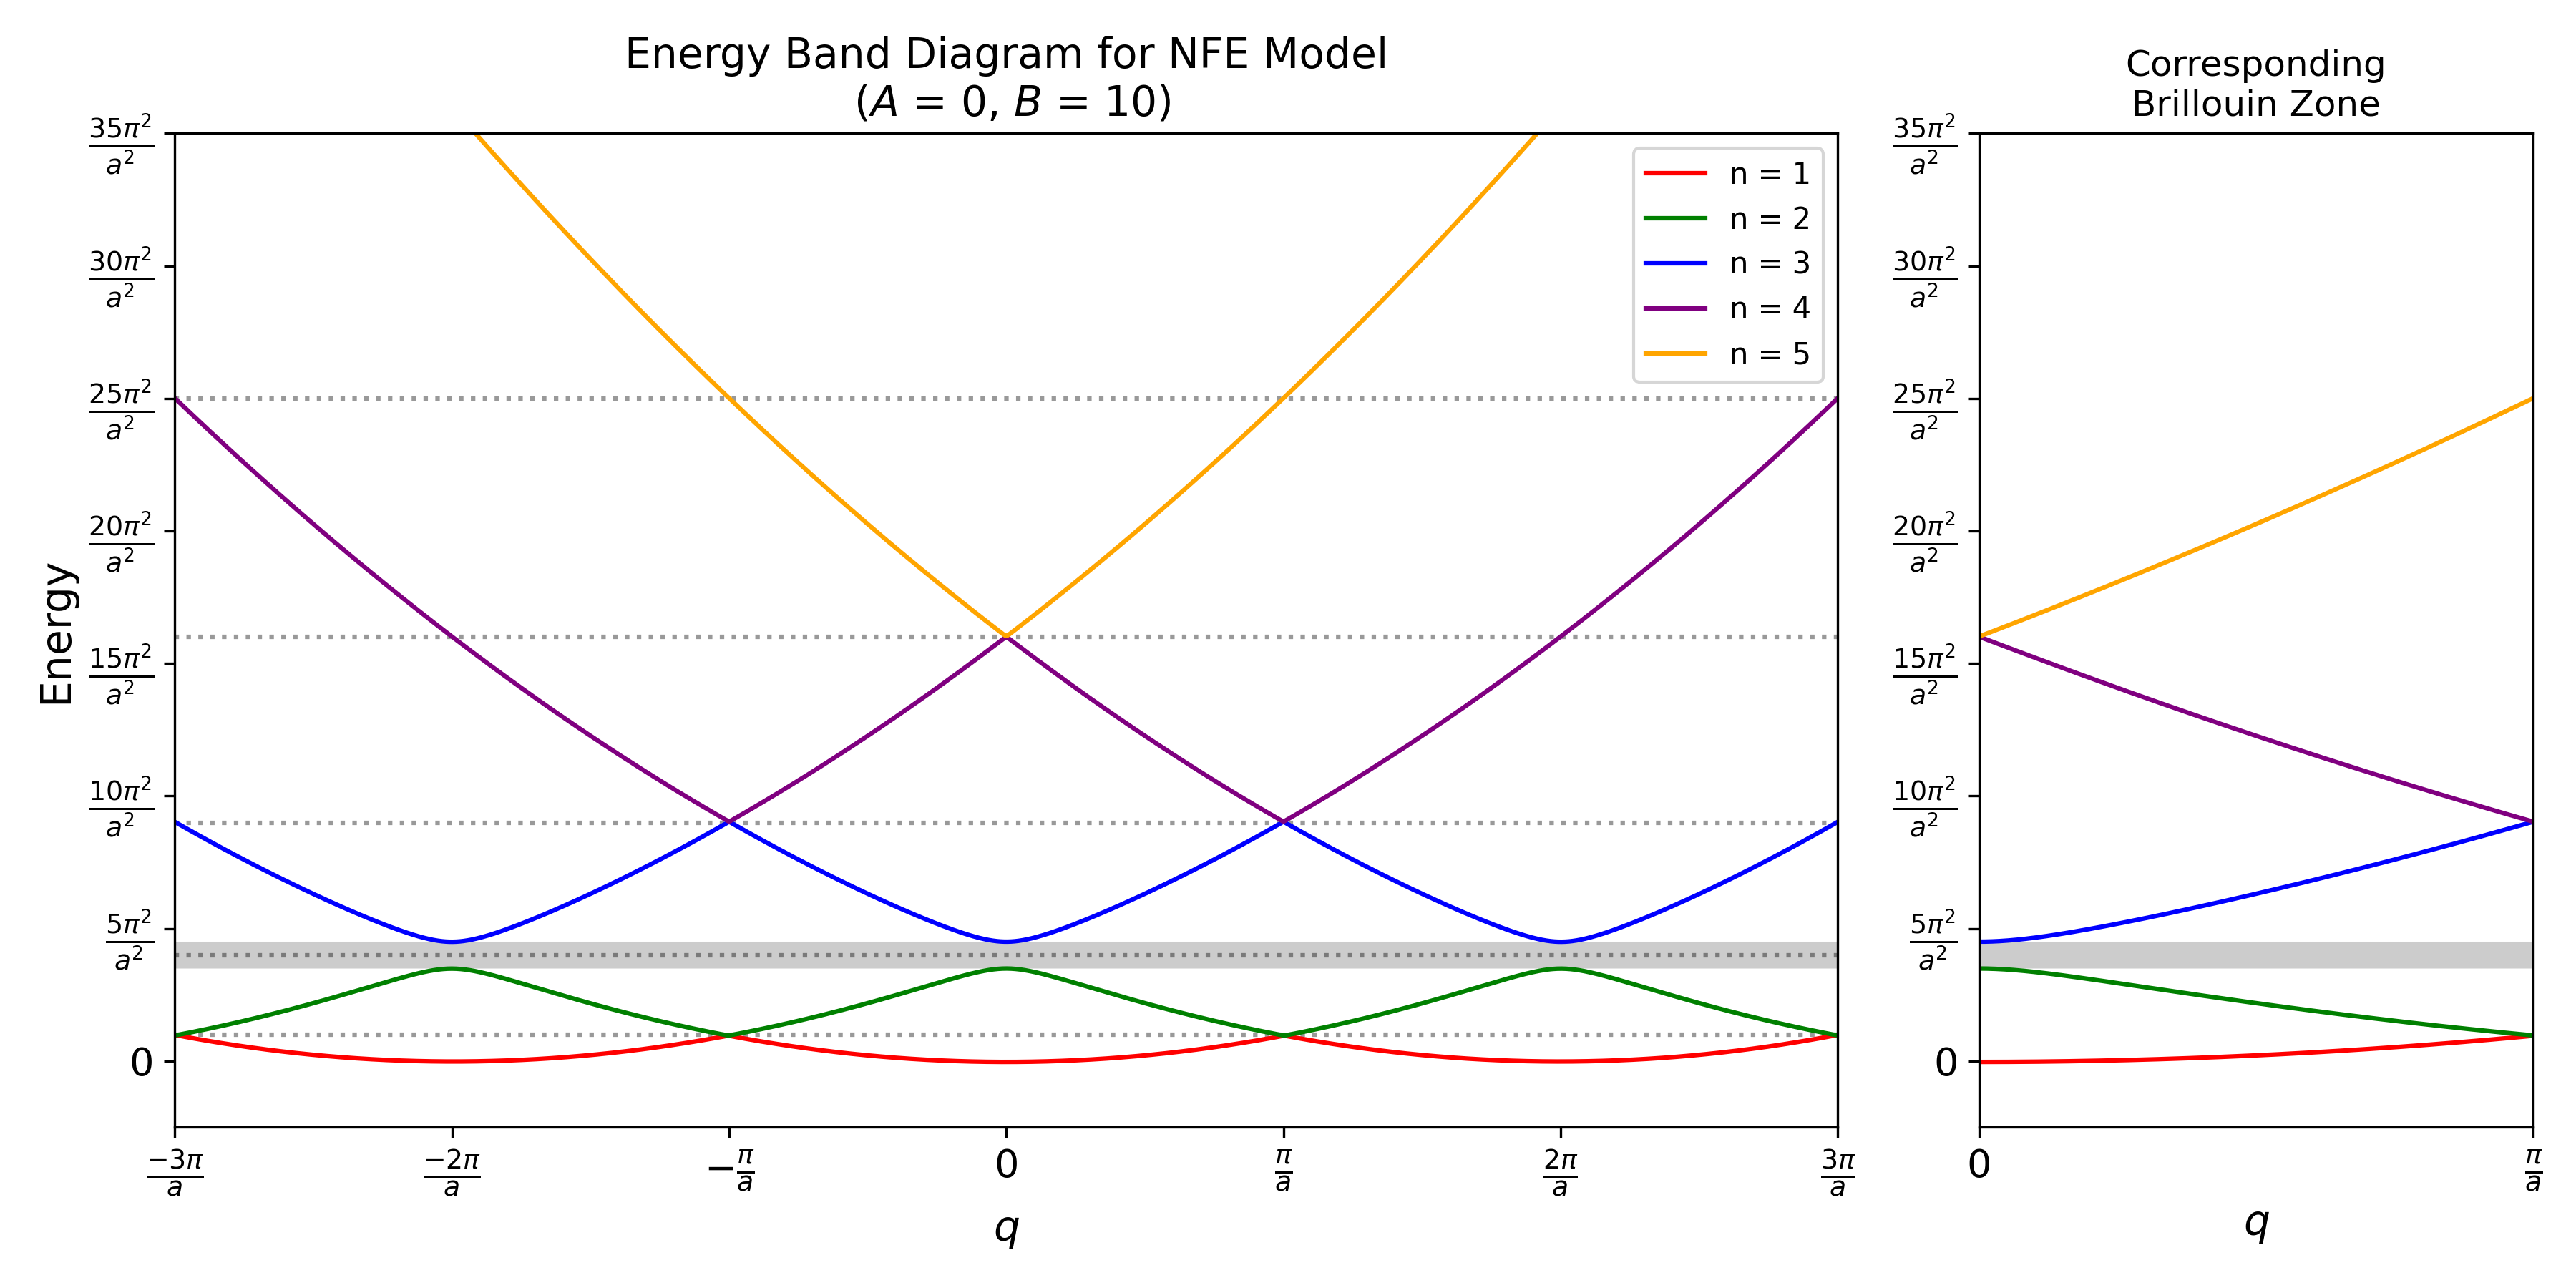 Energy Band Diagram for NFE Model
(A = 0, B = 10)
Energy
35π²/a²
30π²/a²
25π²/a²
20π²/a²
15π²/a²
10π²/a²
5π²/a²
0
−3π/a
−2π/a
−π/a
0
π/a
2π/a
3π/a
q
n = 1
n = 2
n = 3
n = 4
n = 5
Corresponding
Brillouin Zone
35π²/a²
30π²/a²
25π²/a²
20π²/a²
15π²/a²
10π²/a²
5π²/a²
0
0
π/a
q